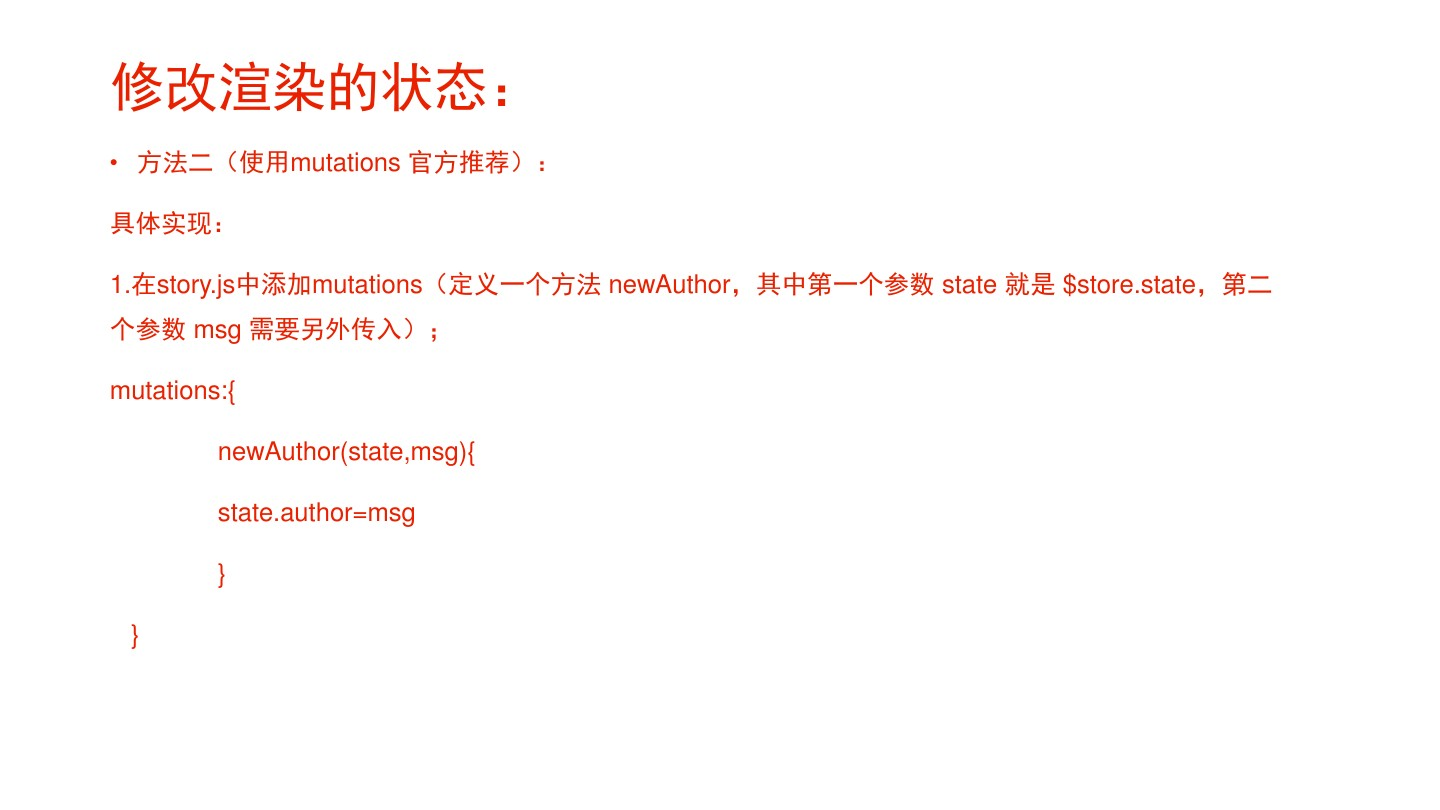 修改渲染的状态：
• 方法二（使用mutations 官方推荐）：
具体实现：
1.在story.js中添加mutations（定义一个方法 newAuthor，其中第一个参数 state 就是 $store.state，第二
个参数 msg 需要另外传入）；
mutations:{
newAuthor(state,msg){
state.author=msg
}
}